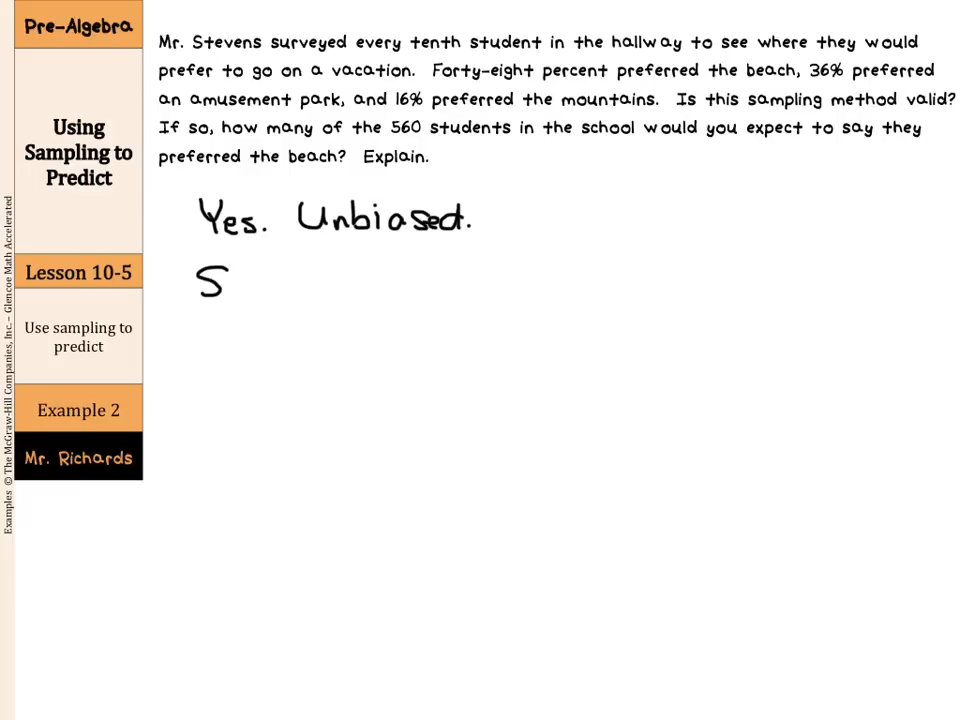 Pre-Algebra
Using
Sampling to
Predict
Lesson 10-5
Use sampling to
predict
Example 2
Mr. Richards
Examples © The McGraw-Hill Companies, Inc. – Glencoe Math Accelerated
Mr. Stevens surveyed every tenth student in the hallway to see where they would
prefer to go on a vacation. Forty-eight percent preferred the beach, 36% preferred
an amusement park, and 16% preferred the mountains. Is this sampling method valid?
If so, how many of the 560 students in the school would you expect to say they
preferred the beach? Explain.
Yes. Unbiased.
S